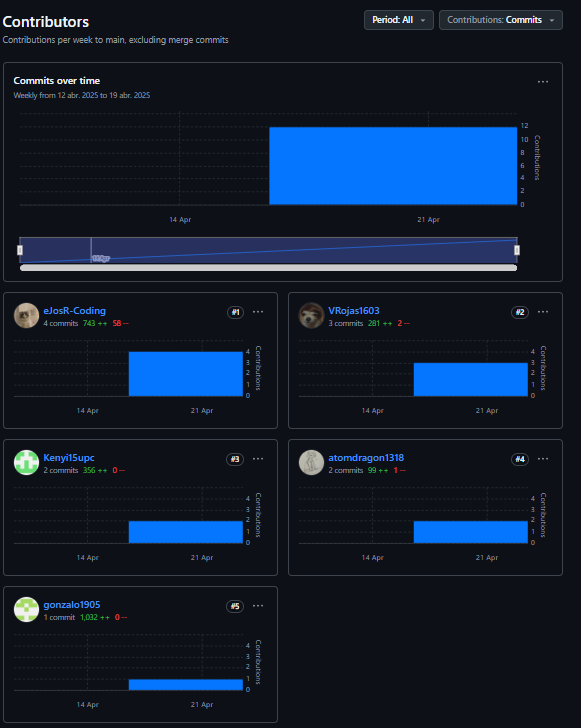 Contributors
Period: All
Contributions: Commits
Contributions per week to main, excluding merge commits
Commits over time
Weekly from 12 abr. 2025 to 19 abr. 2025
12
10
8
6
4
2
0
Contributions
14 Apr
21 Apr
eJosR-Coding
#1
4 commits 743 ++ 58 --
4
3
2
1
0
Contributions
14 Apr
21 Apr
VRojas1603
#2
3 commits 281 ++ 2 --
4
3
2
1
0
Contributions
14 Apr
21 Apr
Kenyi15upc
#3
2 commits 356 ++ 0 --
4
3
2
1
0
Contributions
14 Apr
21 Apr
atomdragon1318
#4
2 commits 99 ++ 1 --
4
3
2
1
0
Contributions
14 Apr
21 Apr
gonzalo1905
#5
1 commit 1,032 ++ 0 --
4
3
2
1
0
Contributions
14 Apr
21 Apr